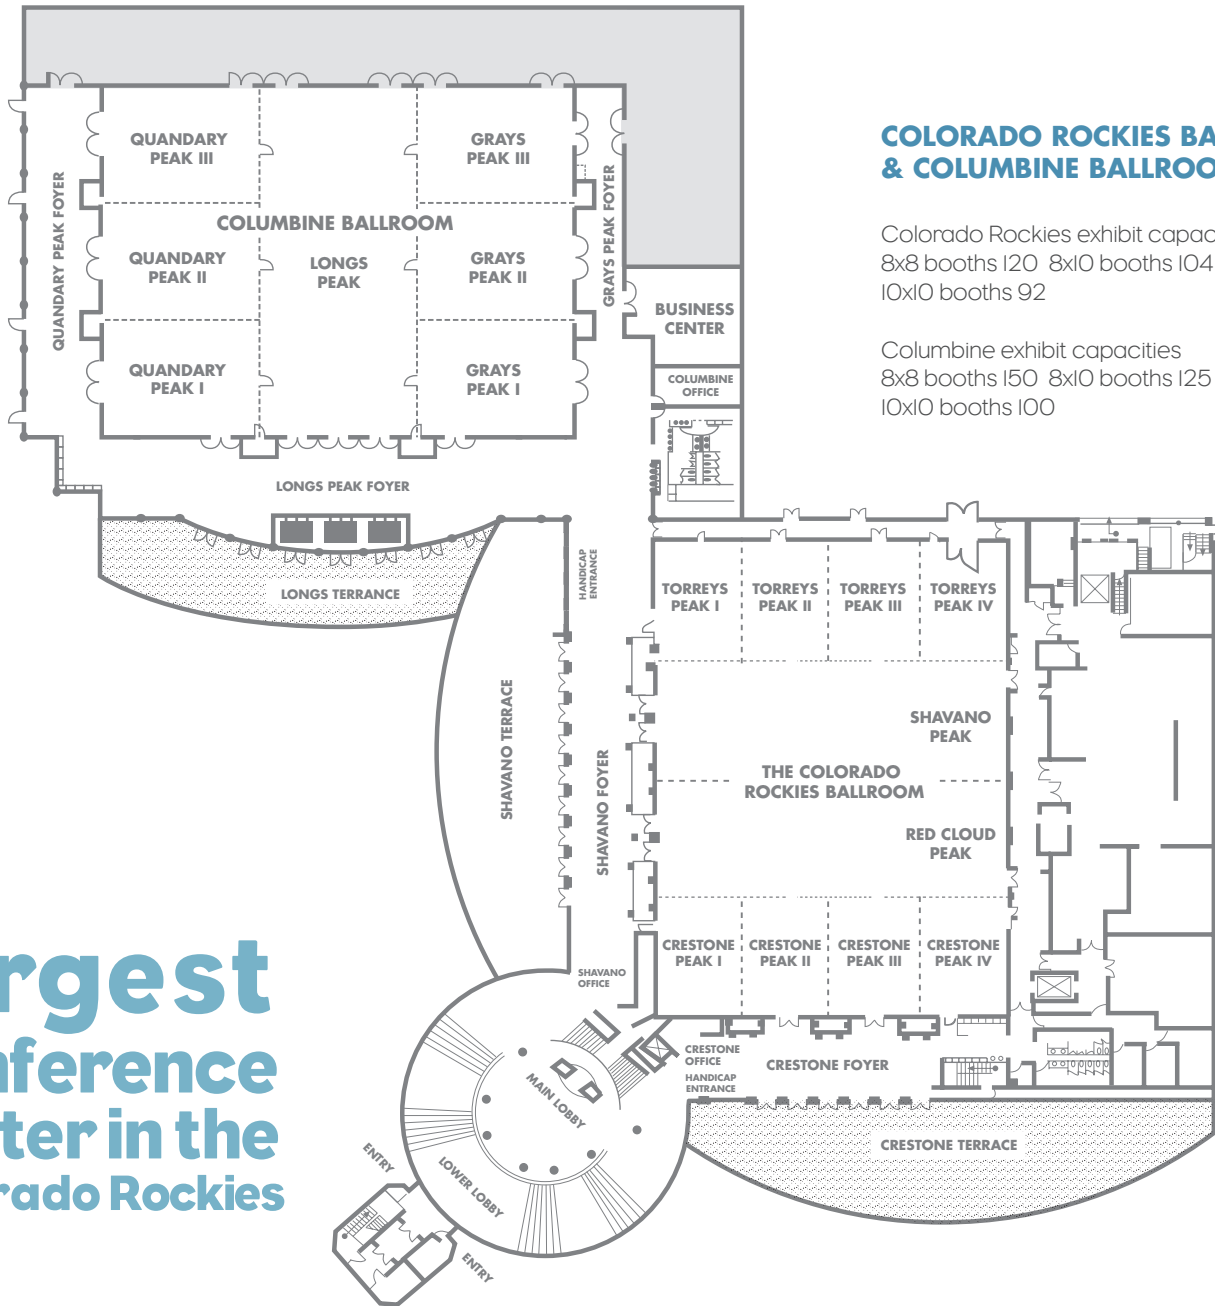 QUANDARY
PEAK III
GRAYS
PEAK III
QUANDARY PEAK FOYER
GRAYS PEAK FOYER
COLUMBINE BALLROOM
QUANDARY
PEAK II
LONGS
PEAK
GRAYS
PEAK II
QUANDARY
PEAK I
GRAYS
PEAK I
BUSINESS
CENTER
COLUMBINE
OFFICE
LONGS PEAK FOYER
LONGS TERRANCE
COLORADO ROCKIES BA
& COLUMBINE BALLROO
Colorado Rockies exhibit capac
8x8 booths 120 8x10 booths 104
10x10 booths 92
Columbine exhibit capacities
8x8 booths 150 8x10 booths 125
10x10 booths 100
HANDICAP
ENTRANCE
TORREYS
PEAK I
TORREYS
PEAK II
TORREYS
PEAK III
TORREYS
PEAK IV
SHAVANO TERRACE
SHAVANO FOYER
SHAVANO
PEAK
THE COLORADO
ROCKIES BALLROOM
RED CLOUD
PEAK
CRESTONE
PEAK I
CRESTONE
PEAK II
CRESTONE
PEAK III
CRESTONE
PEAK IV
SHAVANO
OFFICE
CRESTONE
OFFICE
HANDICAP
ENTRANCE
CRESTONE FOYER
CRESTONE TERRACE
MAIN LOBBY
LOWER LOBBY
ENTRY
ENTRY
rgest
nference
ter in the
rado Rockies